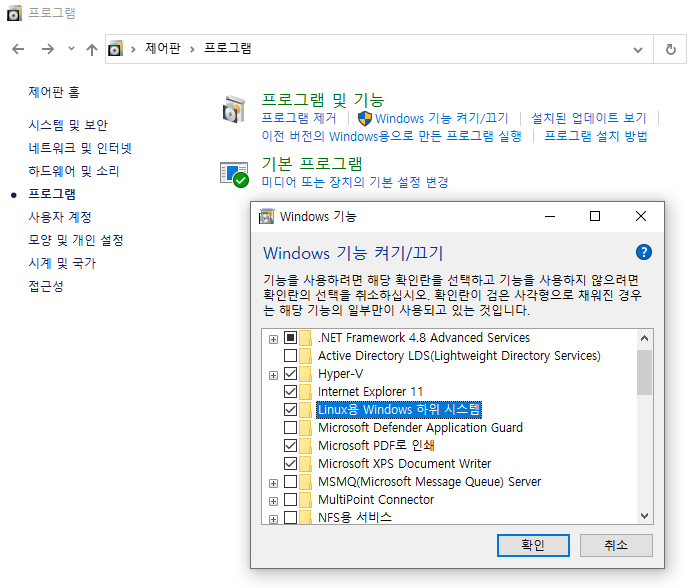 프로그램
제어판 > 프로그램
제어판 홈
시스템 및 보안
네트워크 및 인터넷
하드웨어 및 소리
프로그램
사용자 계정
모양 및 개인 설정
시계 및 국가
접근성
프로그램 및 기능
프로그램 제거 Windows 기능 켜기/끄기 설치된 업데이트 보기
이전 버전의 Windows용으로 만든 프로그램 실행 프로그램 설치 방법
기본 프로그램
미디어 또는 장치의 기본 설정 변경
Windows 기능
Windows 기능 켜기/끄기
기능을 사용하려면 해당 확인란을 선택하고 기능을 사용하지 않으려면
확인란의 선택을 취소하십시오. 확인란이 검은 사각형으로 채워진 경우
는 해당 기능의 일부만이 사용되고 있는 것입니다.
.NET Framework 4.8 Advanced Services
Active Directory LDS(Lightweight Directory Services)
Hyper-V
Internet Explorer 11
Linux용 Windows 하위 시스템
Microsoft Defender Application Guard
Microsoft PDF로 인쇄
Microsoft XPS Document Writer
MSMQ(Microsoft Message Queue) Server
MultiPoint Connector
NFS용 서비스
확인 취소